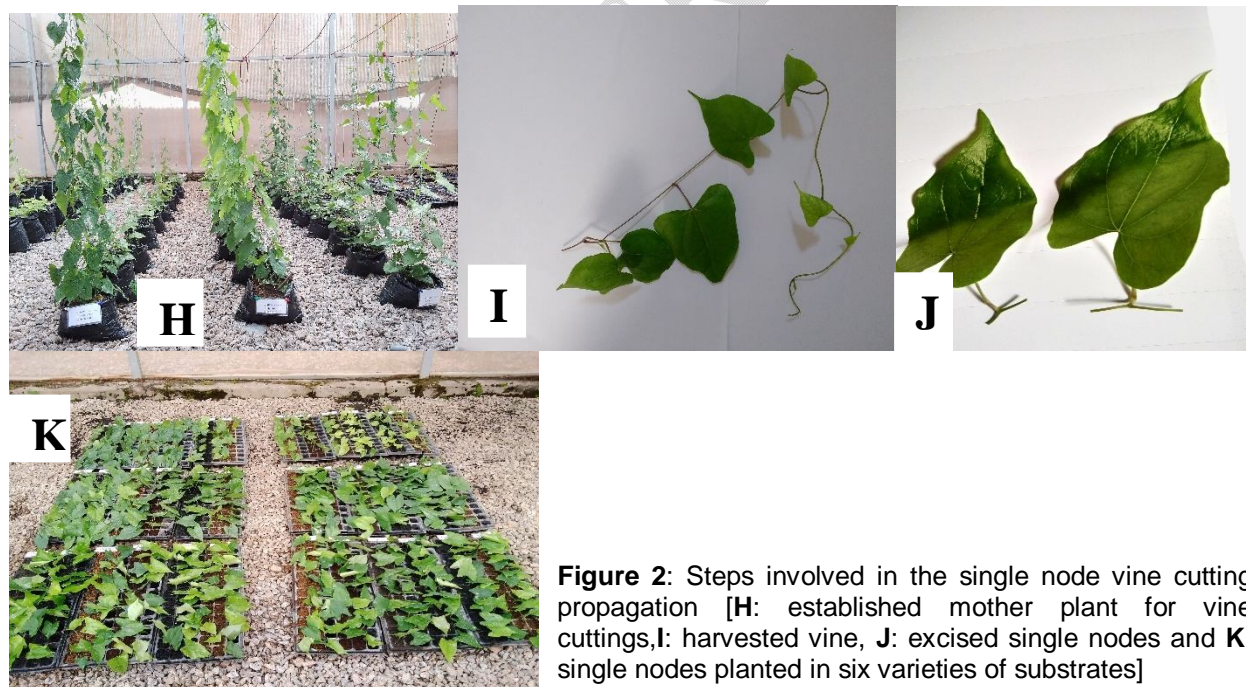 H
I
J
K
Figure 2: Steps involved in the single node vine cutting
propagation [H: established mother plant for vine
cuttings,I: harvested vine, J: excised single nodes and K
single nodes planted in six varieties of substrates]